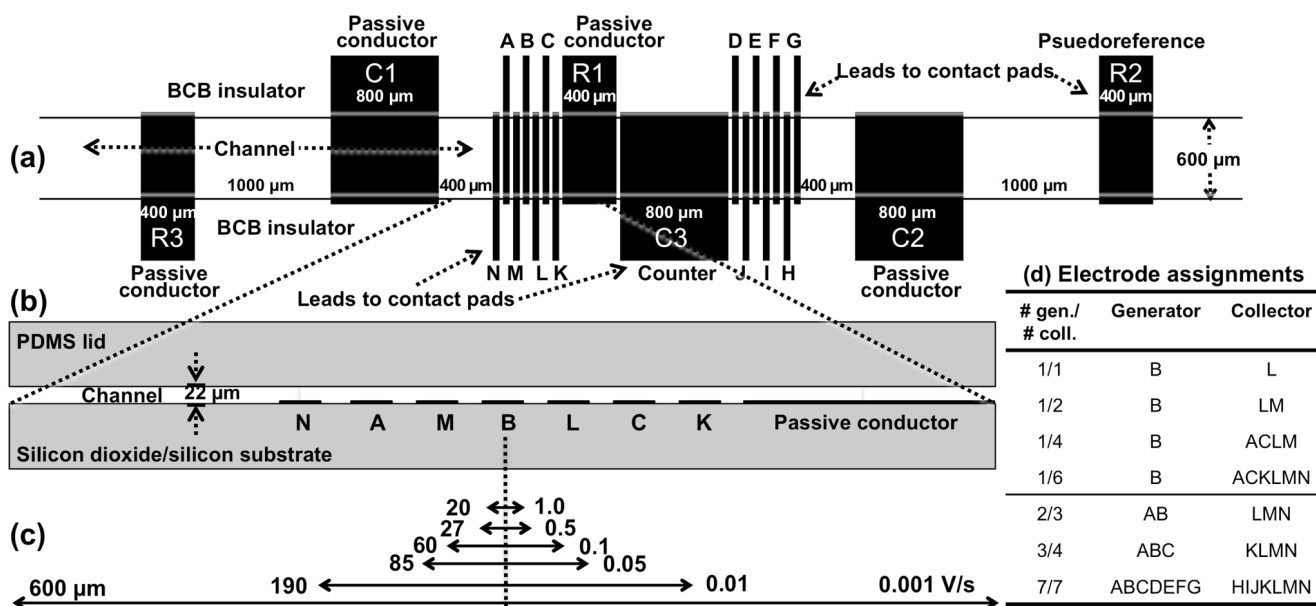 (a)
Passive
conductor
C1
800 µm
BCB insulator
A B C
Passive
conductor
R1
400 µm
D E F G
Leads to contact pads
Psuedoreference
R2
400 µm
Channel
600 µm
1000 µm
400 µm
400 µm
1000 µm
400 µm
R3
Passive
conductor
BCB insulator
N M L K
800 µm
C3
Counter
J I H
800 µm
C2
Passive
conductor
Leads to contact pads
(b)
PDMS lid
Channel
22 µm
N A M B L C K Passive conductor
Silicon dioxide/silicon substrate
(c)
20 1.0
27 0.5
60 0.1
85 0.05
190 0.01
600 µm 0.001 V/s
(d) Electrode assignments
# gen./
# coll. Generator Collector
1/1 B L
1/2 B LM
1/4 B ACLM
1/6 B ACKLMN
2/3 AB LMN
3/4 ABC KLMN
7/7 ABCDEFG HIJKLMN